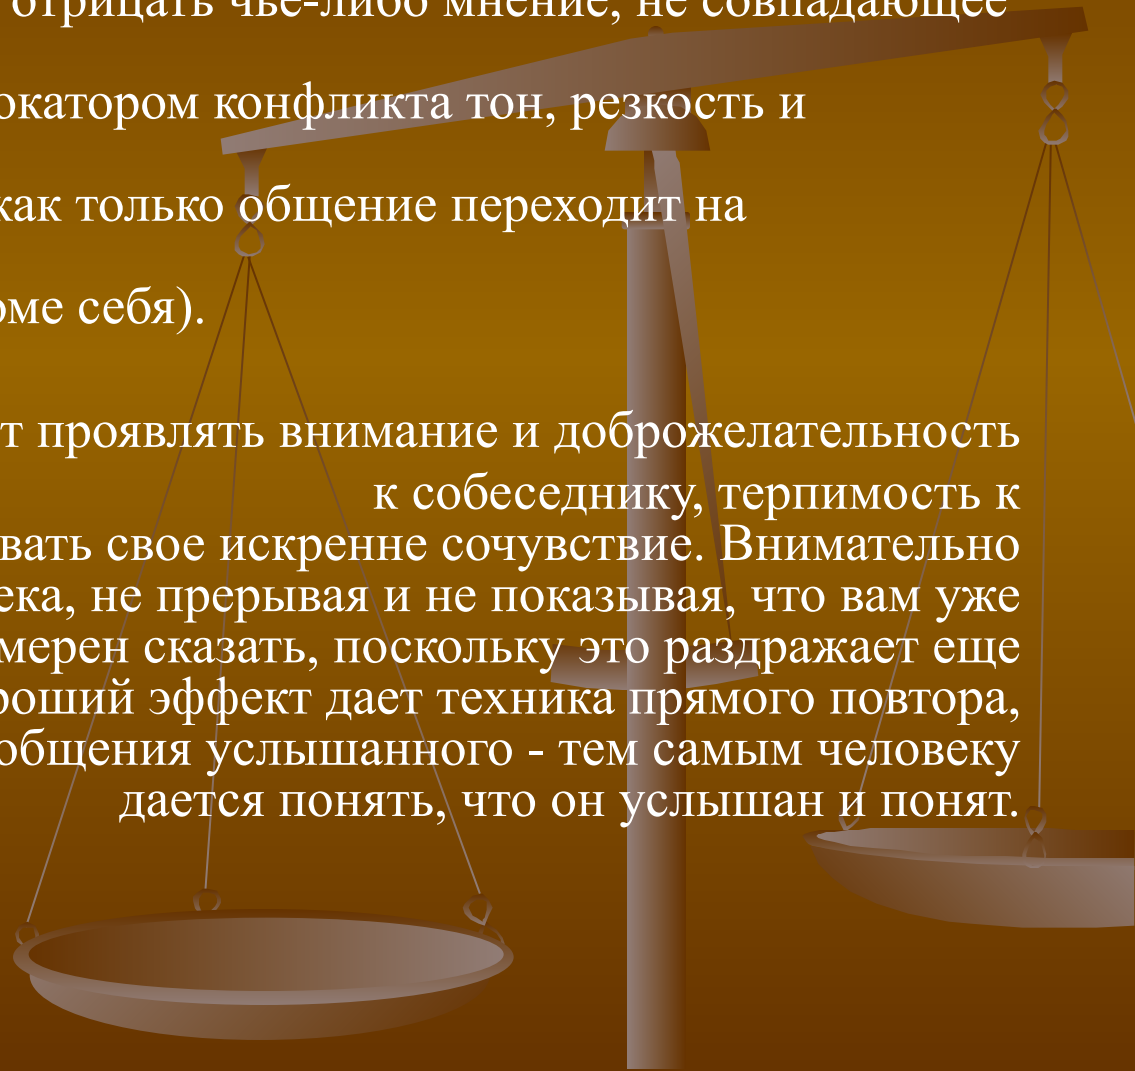 отрицать чье-либо мнение, не совпадающее
окатором конфликта тон, резкость и
как только общение переходит на
оме себя).
т проявлять внимание и доброжелательность
к собеседнику, терпимость к
вать свое искренне сочувствие. Внимательно
ека, не прерывая и не показывая, что вам уже
мерен сказать, поскольку это раздражает еще
роший эффект дает техника прямого повтора,
общения услышанного - тем самым человеку
дается понять, что он услышан и понят.